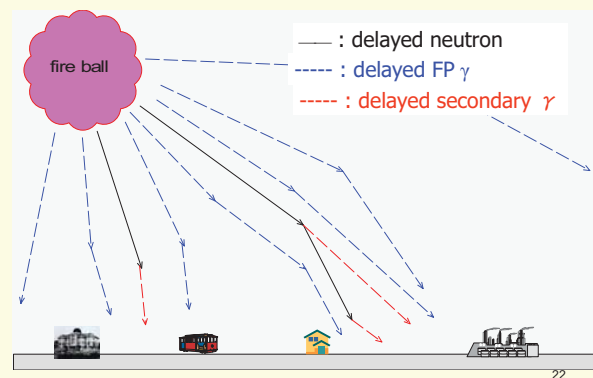 fire ball
— : delayed neutron
----- : delayed FP γ
----- : delayed secondary γ
22